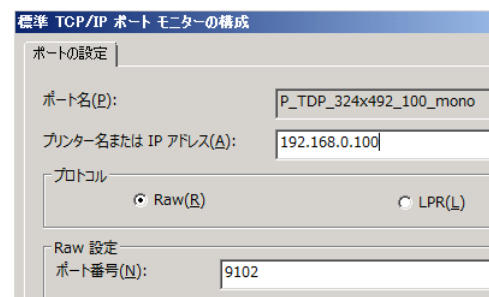 標準 TCP/IP ポート モニターの構成
ポートの設定
ポート名(P): P_TDP_324x492_100_mono
プリンター名または IP アドレス(A): 192.168.0.100
プロトコル
Raw(R) LPR(L)
Raw 設定
ポート番号(N): 9102